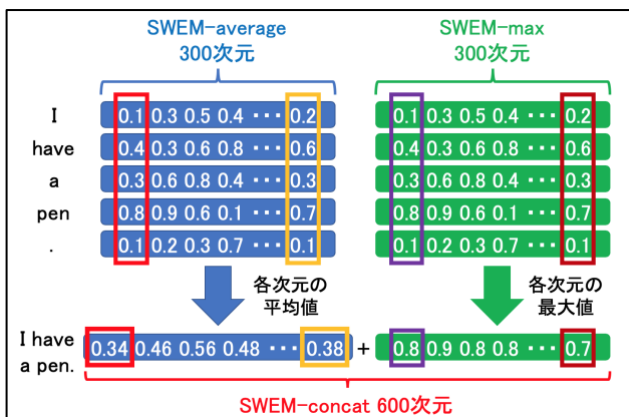 SWEM-average
300次元
SWEM-max
300次元
I 0.1 0.3 0.5 0.4 ··· 0.2 0.1 0.3 0.5 0.4 ··· 0.2
have 0.4 0.3 0.6 0.8 ··· 0.6 0.4 0.3 0.6 0.8 ··· 0.6
a 0.3 0.6 0.8 0.4 ··· 0.3 0.3 0.6 0.8 0.4 ··· 0.3
pen 0.8 0.9 0.6 0.1 ··· 0.7 0.8 0.9 0.6 0.1 ··· 0.7
. 0.1 0.2 0.3 0.7 ··· 0.1 0.1 0.2 0.3 0.7 ··· 0.1
各次元の
平均値
各次元の
最大値
I have
a pen.
0.34 0.46 0.56 0.48 ··· 0.38 + 0.8 0.9 0.8 0.8 ··· 0.7
SWEM-concat 600次元